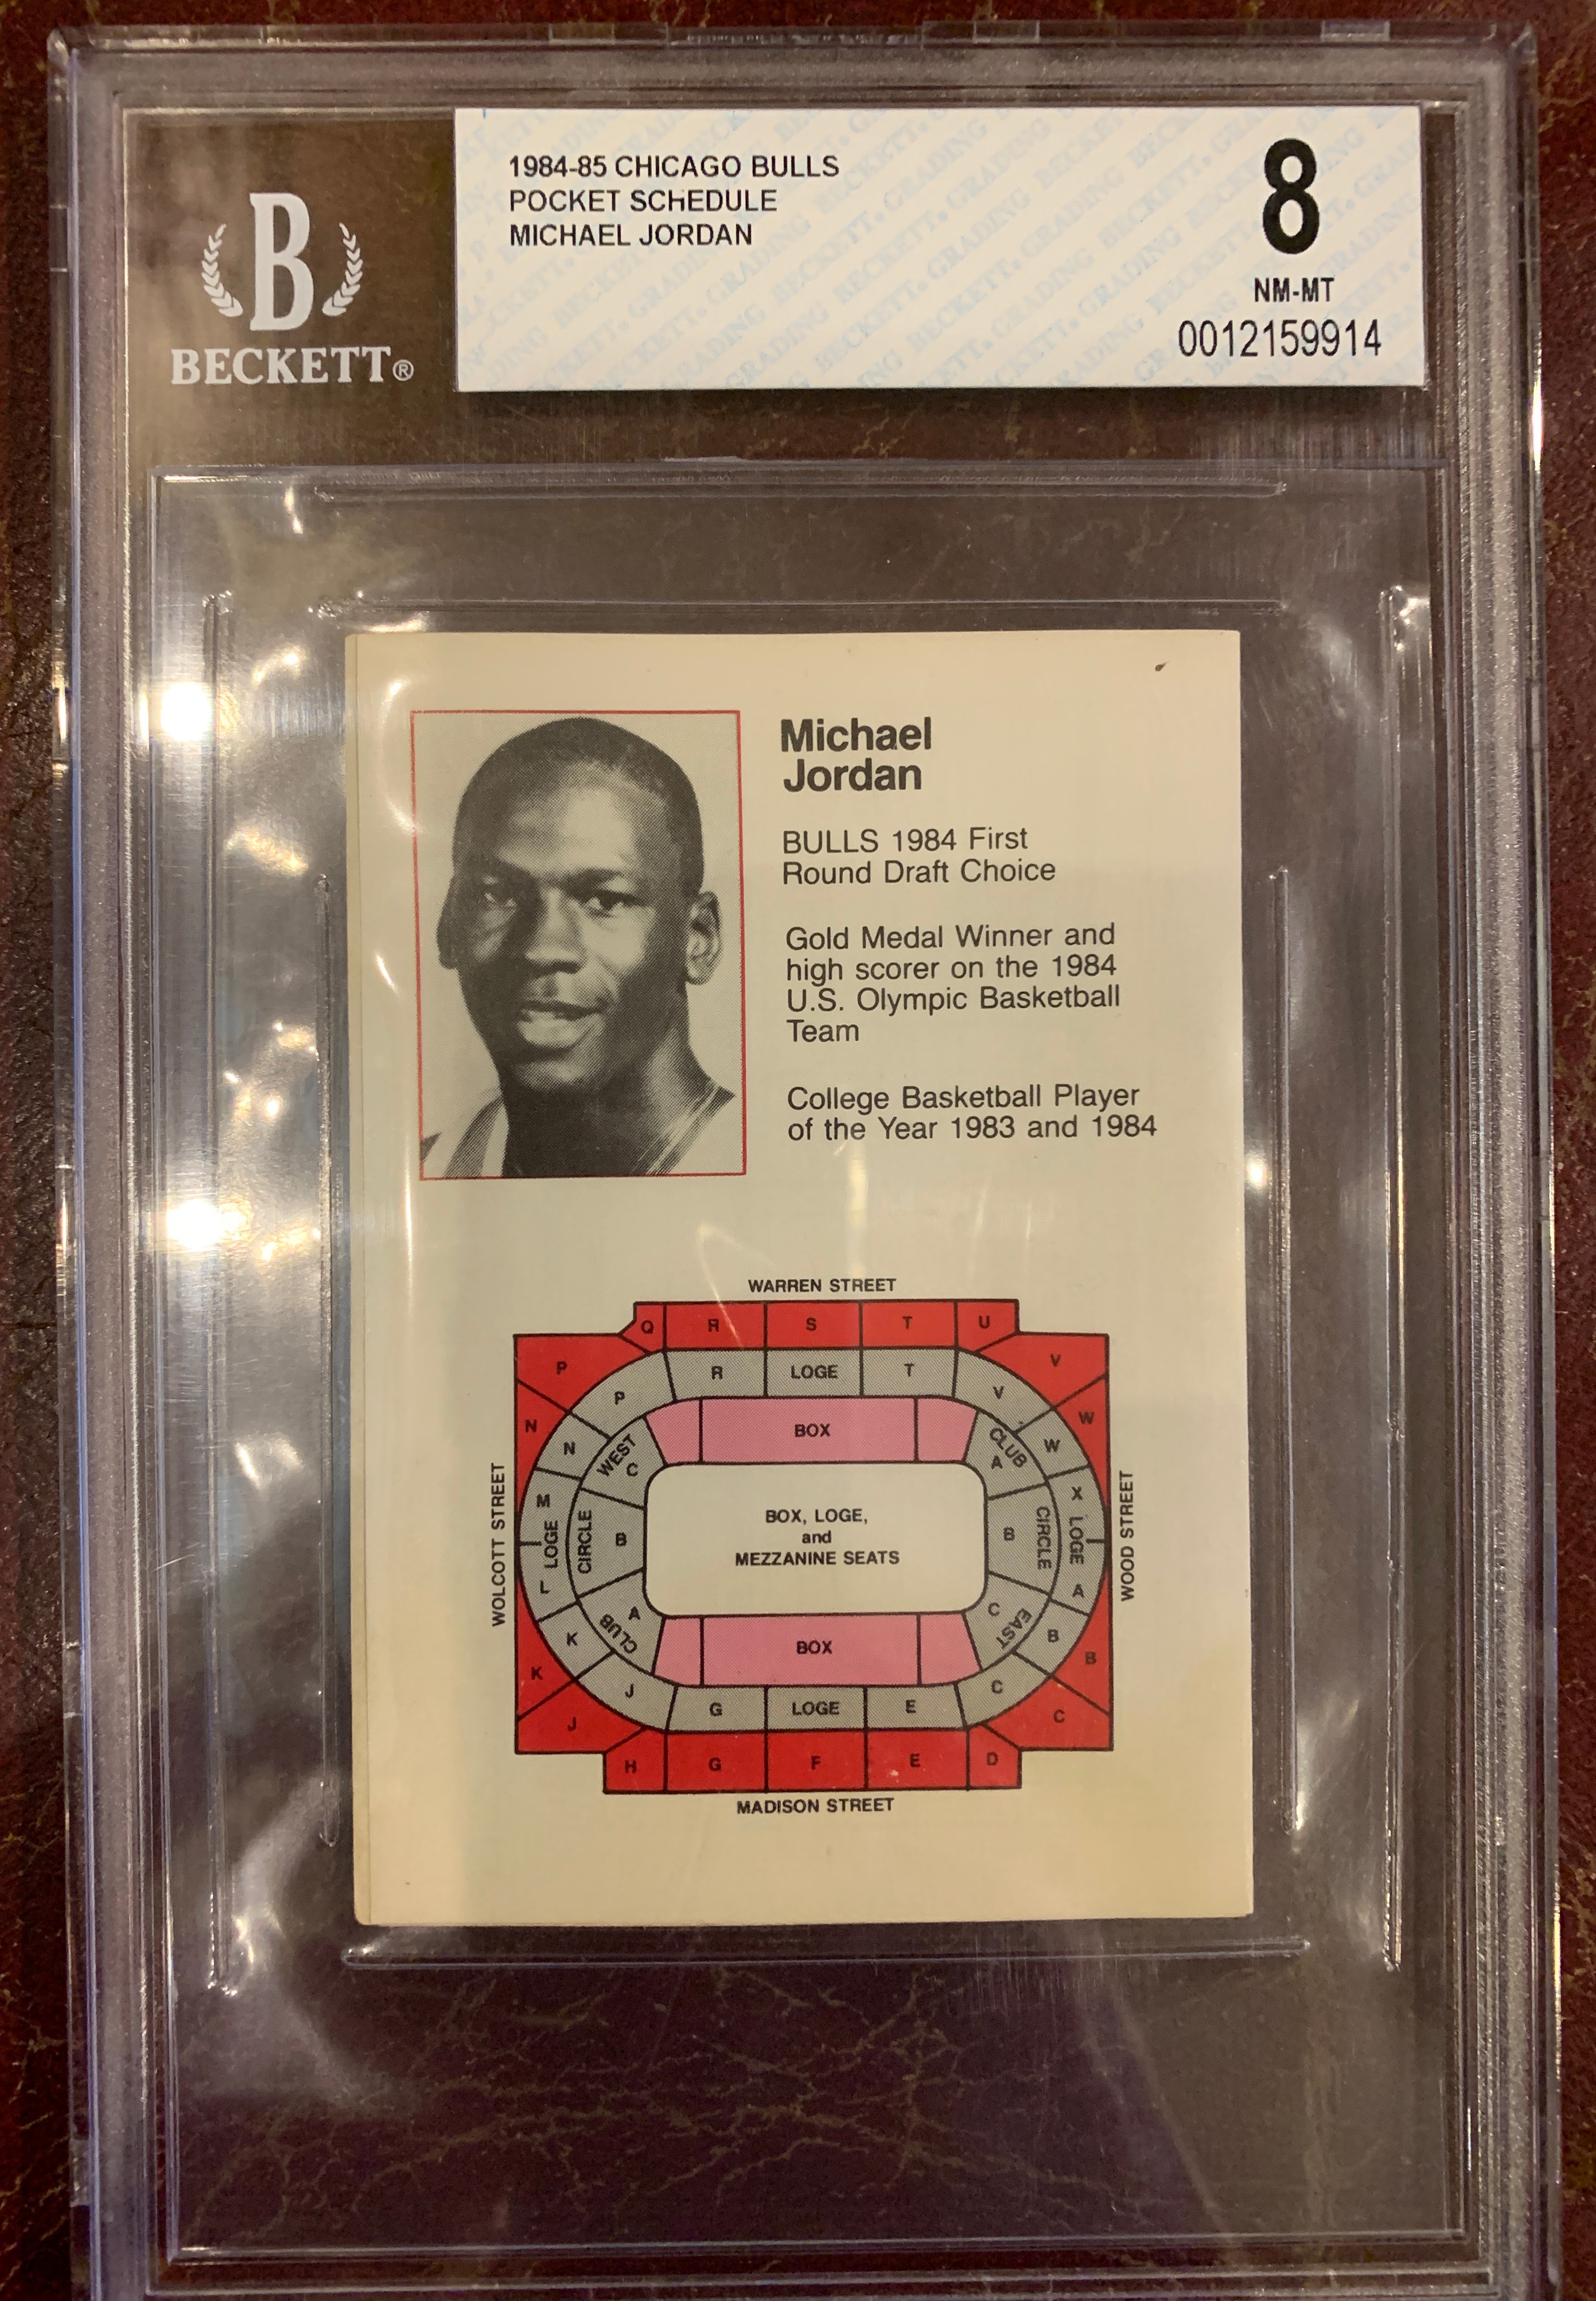 1984-85 CHICAGO BULLS
POCKET SCHEDULE
MICHAEL JORDAN
8
NM-MT
0012159914
B
BECKETT®
Michael
Jordan
BULLS 1984 First
Round Draft Choice
Gold Medal Winner and
high scorer on the 1984
U.S. Olympic Basketball
Team
College Basketball Player
of the Year 1983 and 1984
WARREN STREET
Q R S T U
P V
R LOGE T
P V
N W
N W
BOX
WEST C
CLUB A
M X
LOGE
CIRCLE
B
BOX, LOGE,
and
MEZZANINE SEATS
B
CIRCLE
LOGE
WOLCOTT STREET
WOOD STREET
L A
A CLUB
C EAST
K B
K B
BOX
J C
G LOGE E
J C
H G F E D
MADISON STREET